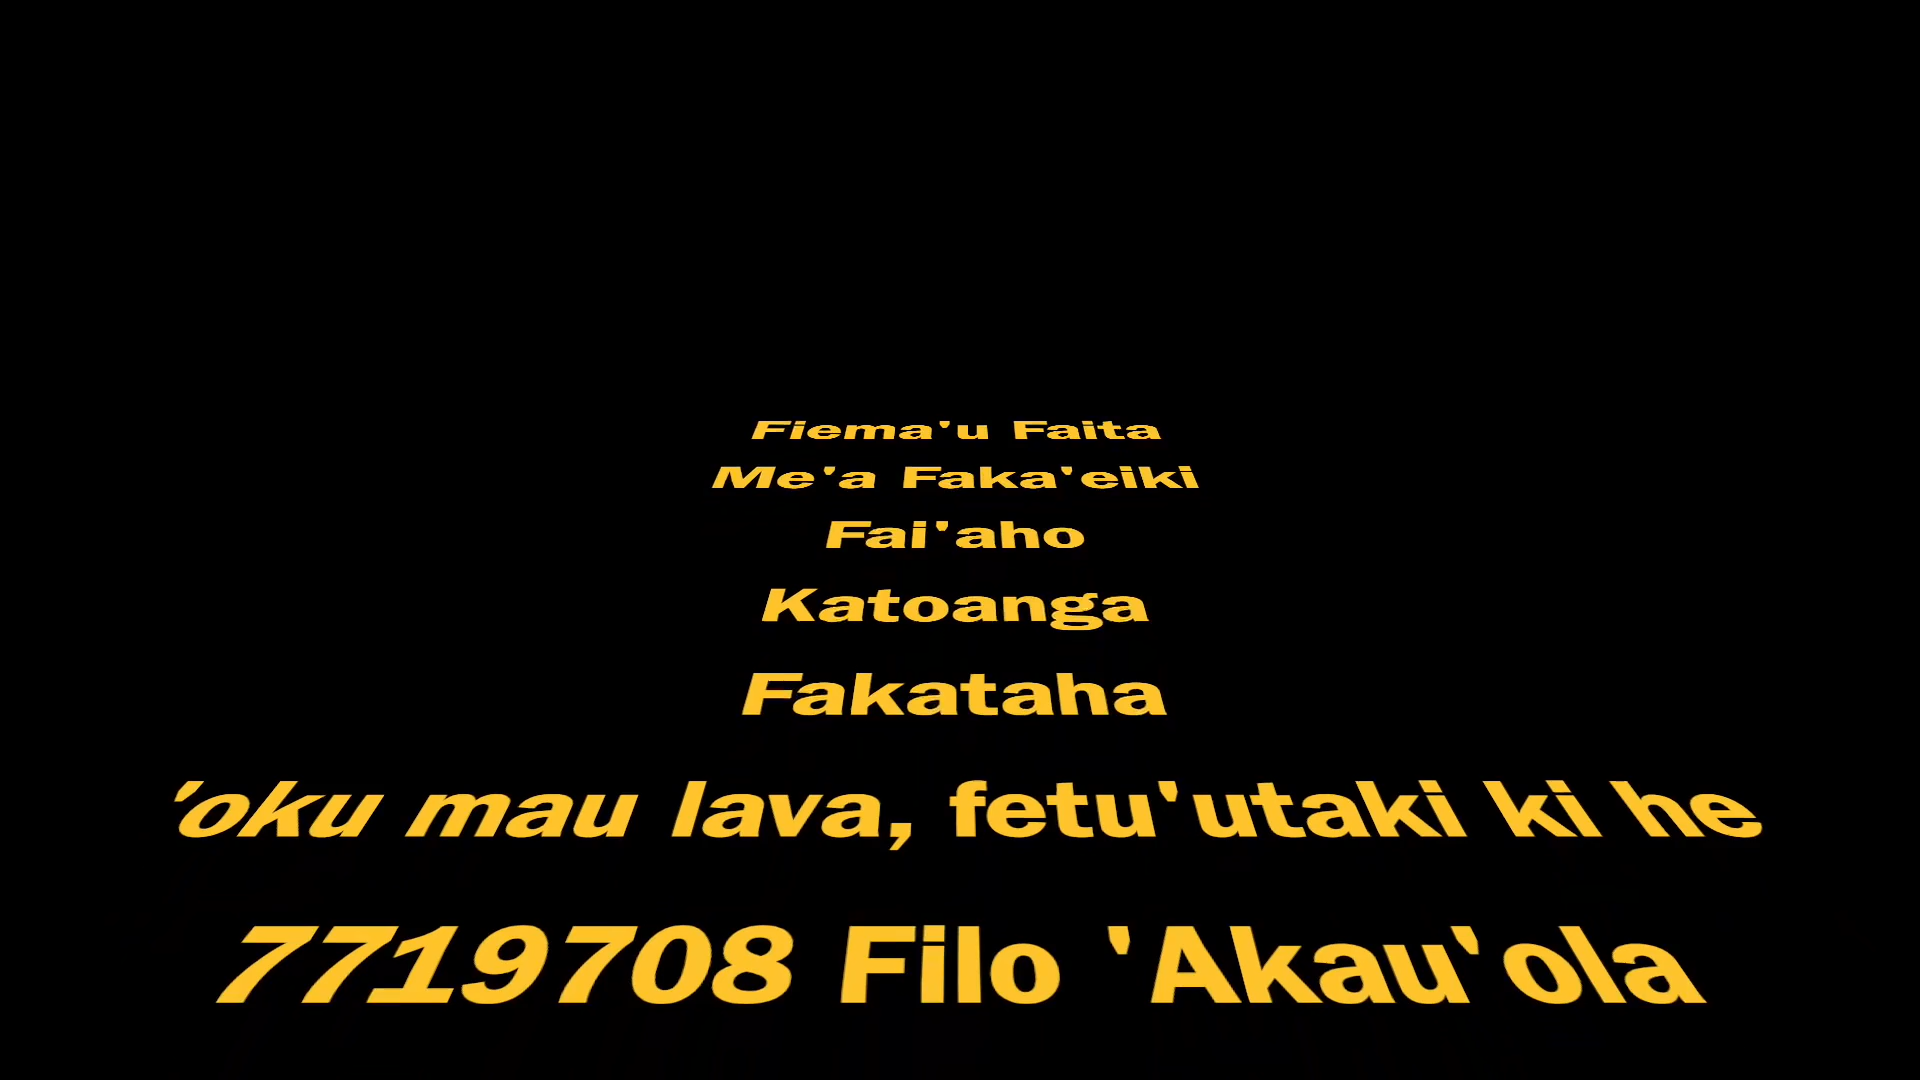 Fiema'u Faita
Me'a Faka'eiki
Fai'aho
Katoanga
Fakataha
'oku mau lava, fetu'utaki ki he
7719708 Filo 'Akau'ola